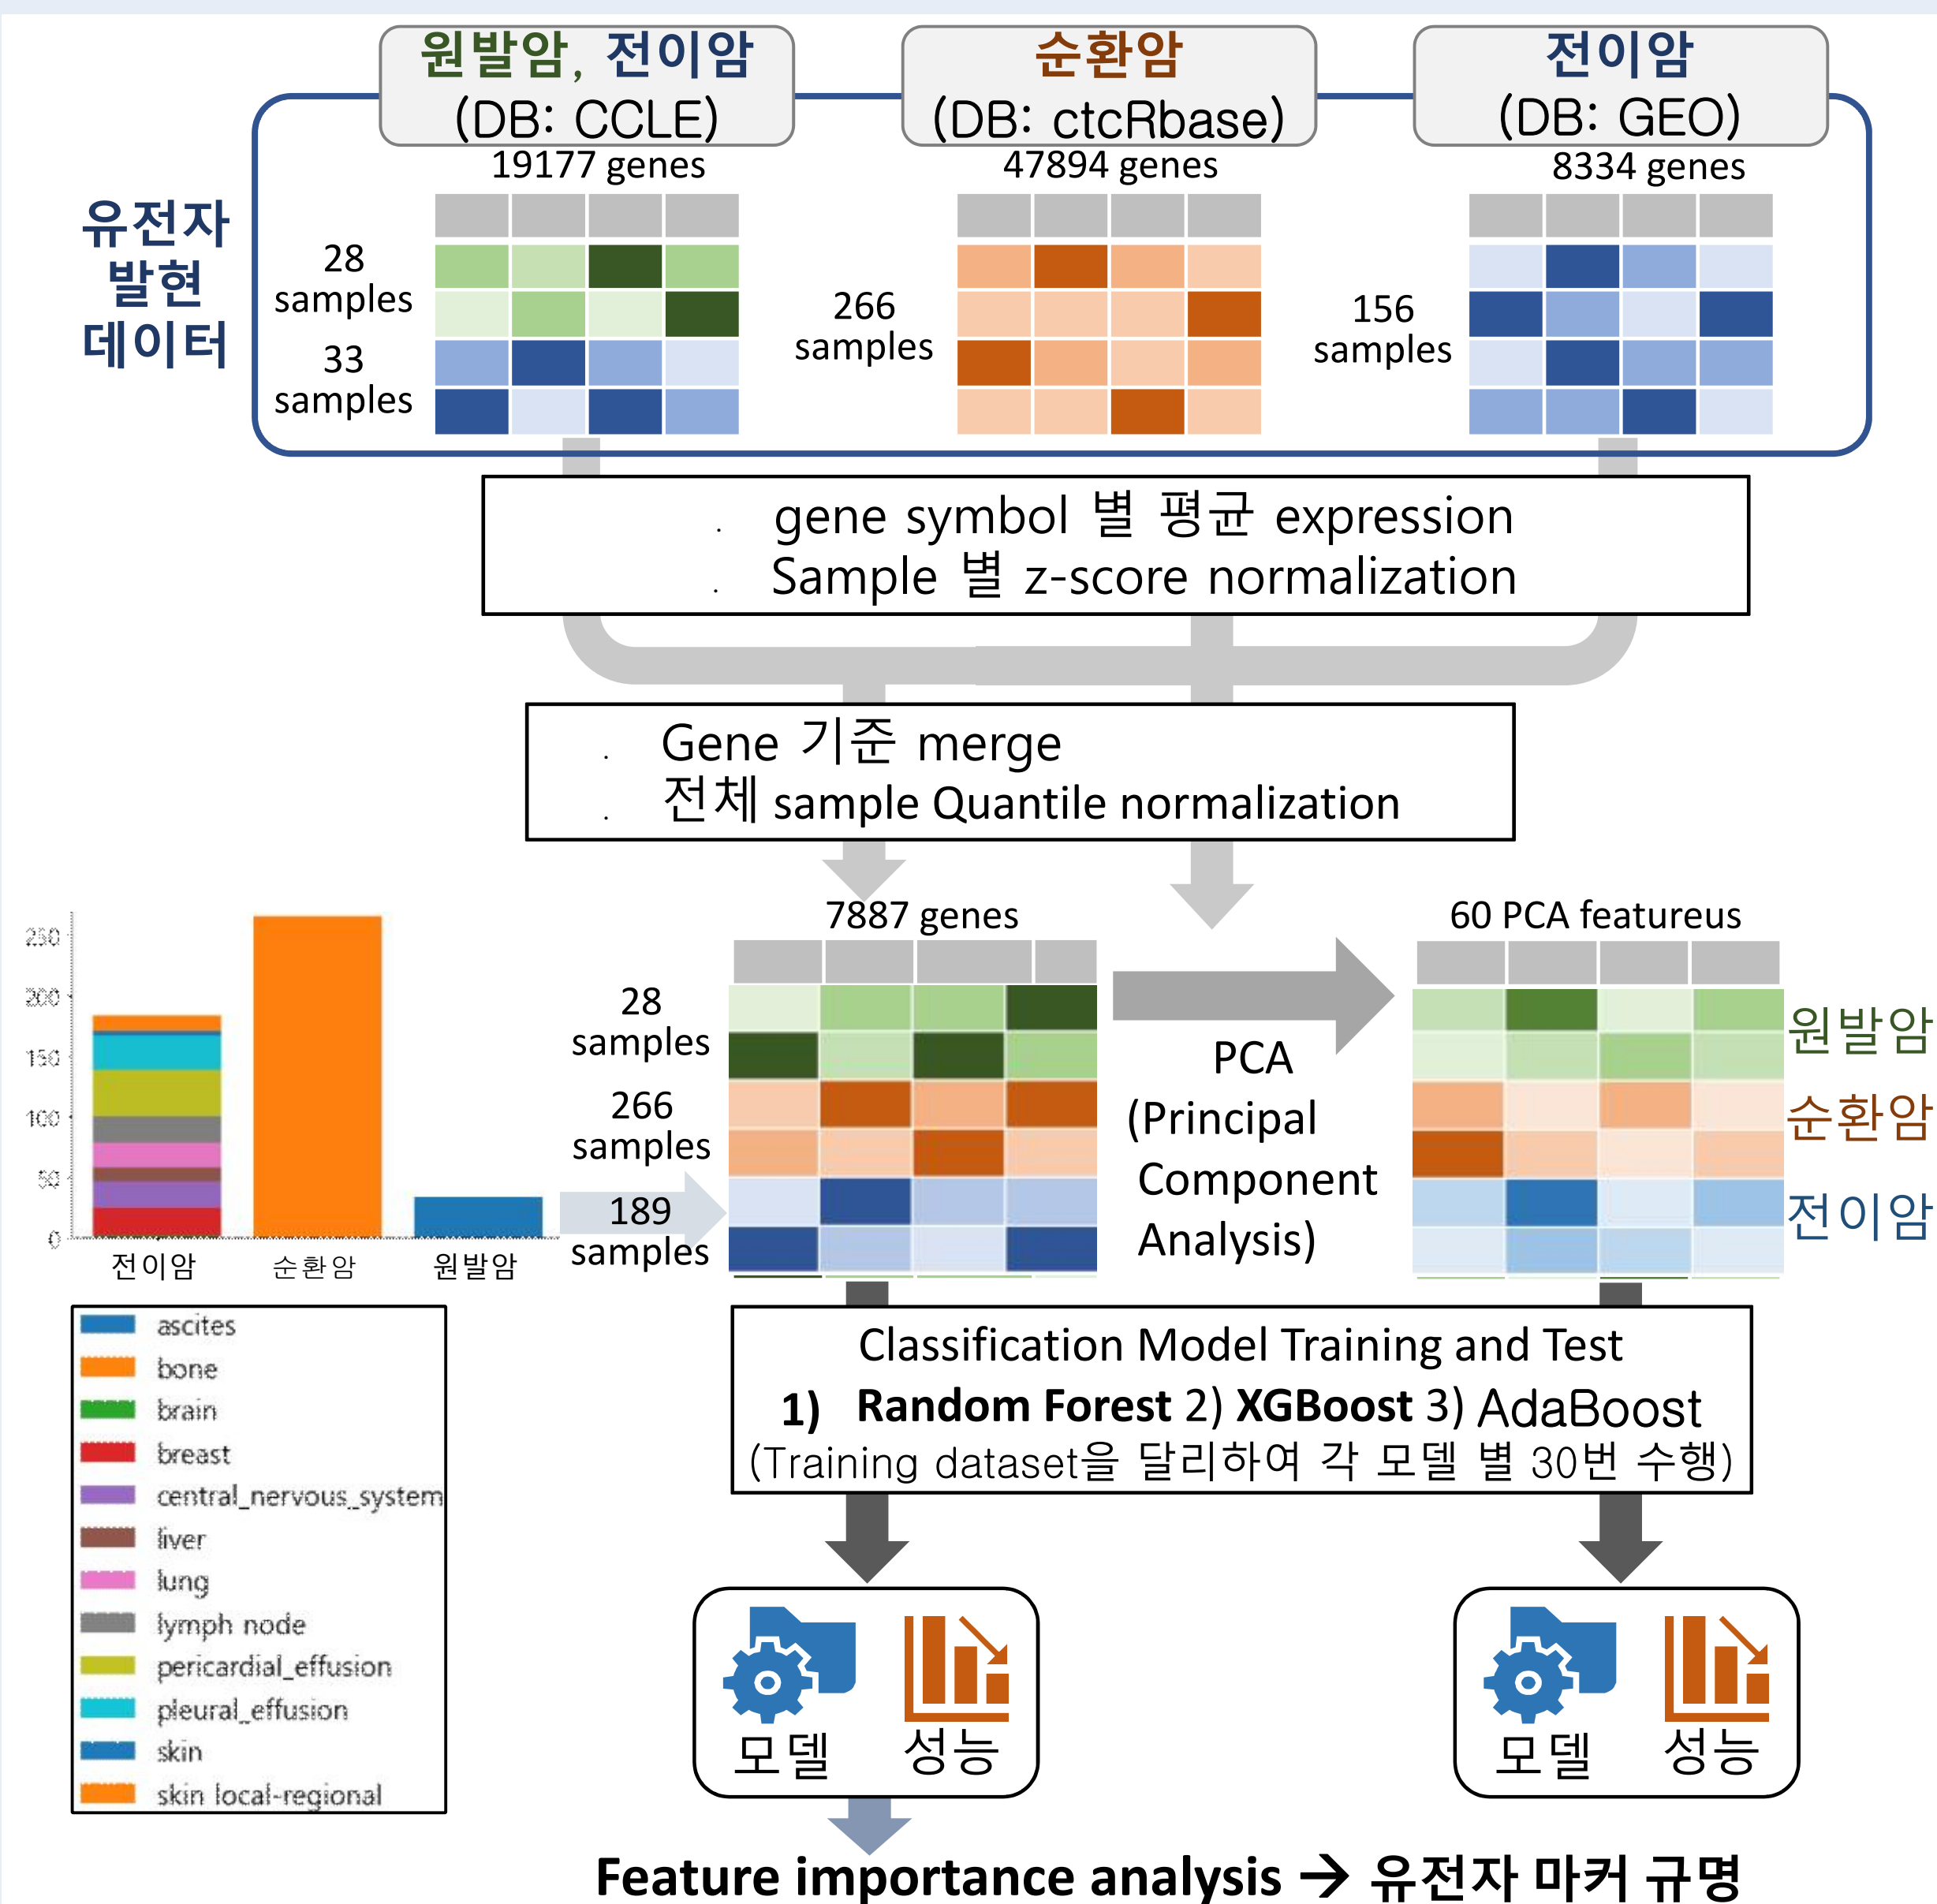 원발암, 전이암
(DB: CCLE)
순환암
(DB: ctcRbase)
전이암
(DB: GEO)
유전자
발현
데이터
19177 genes
28
samples
33
samples
47894 genes
266
samples
8334 genes
156
samples
. gene symbol 별 평균 expression
. Sample 별 z-score normalization
. Gene 기준 merge
. 전체 sample Quantile normalization
250
200
150
100
50
0
전이암 순환암 원발암
ascites
bone
brain
breast
central_nervous_system
liver
lung
lymph node
pericardial_effusion
pleural_effusion
skin
skin local-regional
7887 genes
28
samples
266
samples
189
samples
PCA
(Principal
Component
Analysis)
60 PCA featureus
원발암
순환암
전이암
Classification Model Training and Test
1) Random Forest 2) XGBoost 3) AdaBoost
(Training dataset을 달리하여 각 모델 별 30번 수행)
모델 성능
모델 성능
Feature importance analysis → 유전자 마커 규명